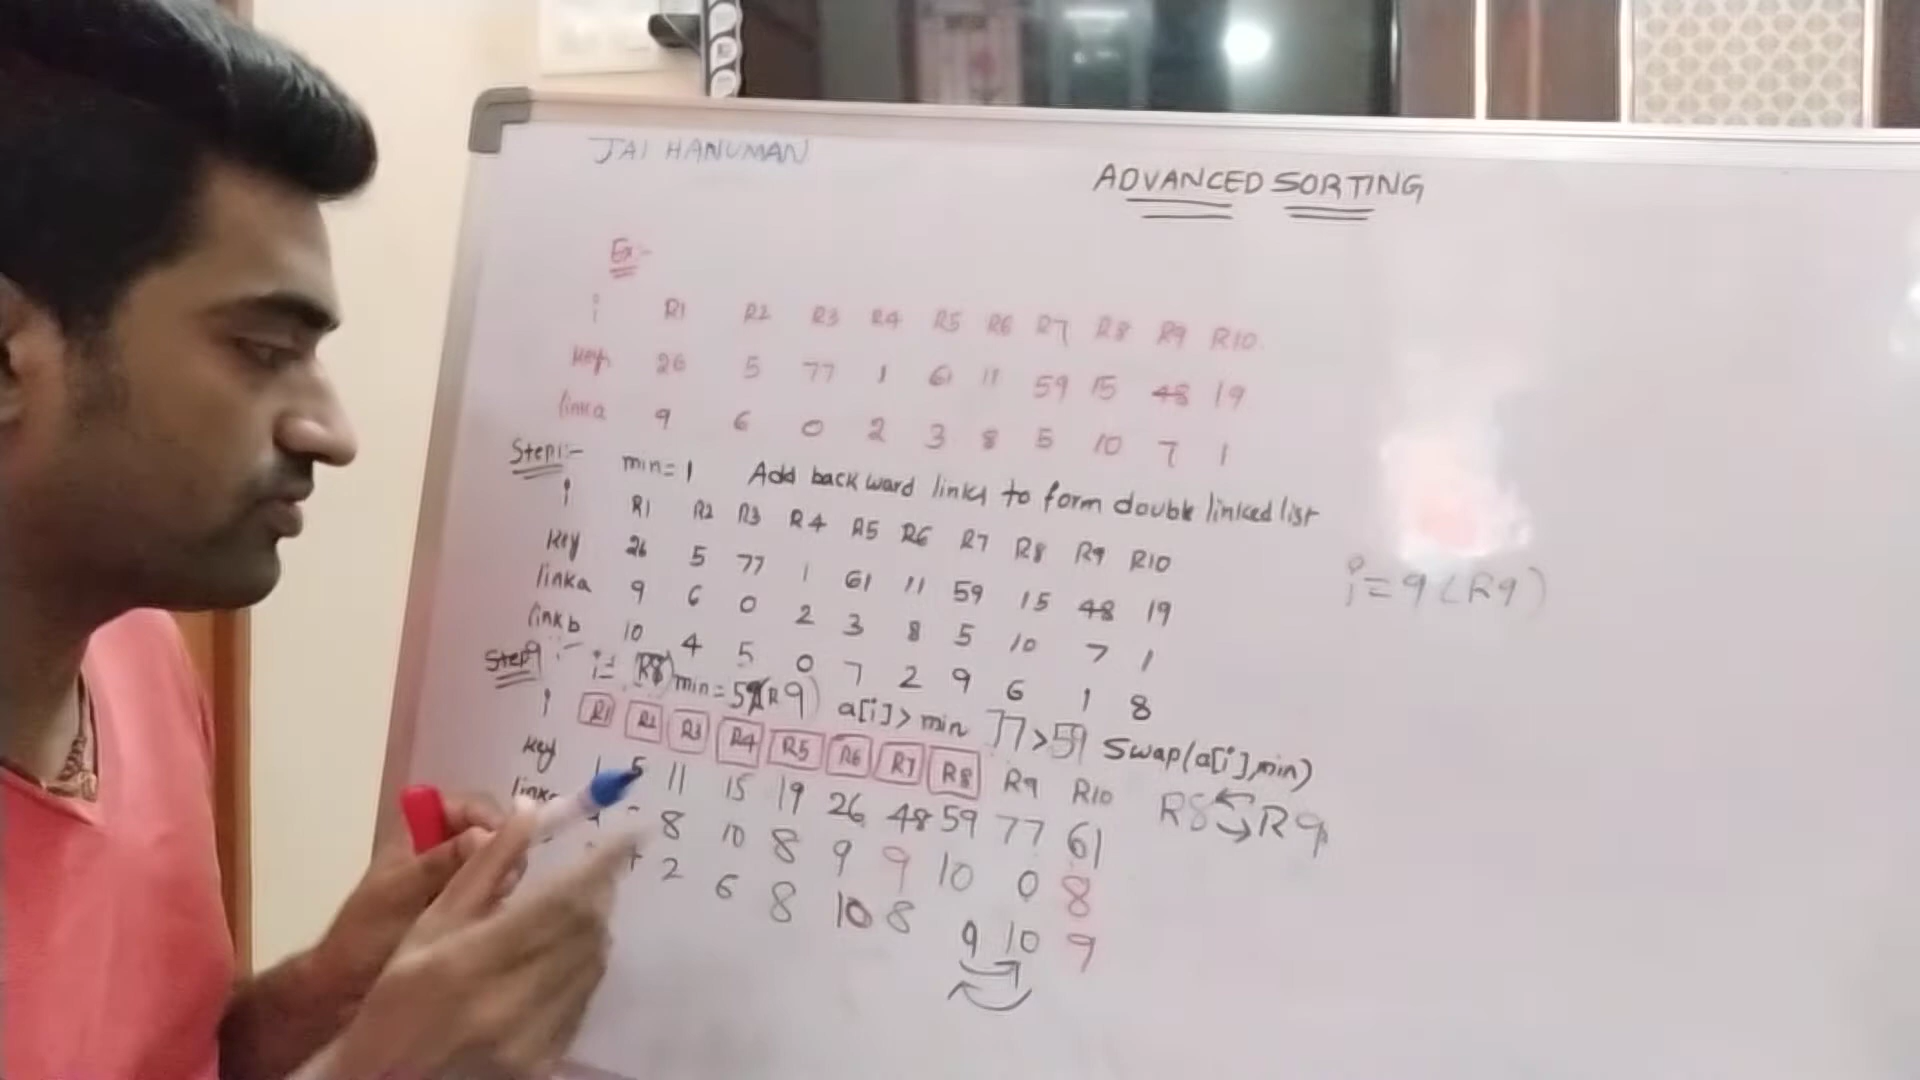 JAI HANUMAN
ADVANCED SORTING
Ex:-
i R1 R2 R3 R4 R5 R6 R7 R8 R9 R10
key 26 5 77 1 61 11 59 15 48 19
linka 9 6 0 2 3 8 5 10 7 1
Step1:- min=1 Add backward links to form double linked list
i R1 R2 R3 R4 R5 R6 R7 R8 R9 R10
key 26 5 77 1 61 11 59 15 48 19
linka 9 6 0 2 3 8 5 10 7 1
linkb 10 4 5 0 7 2 9 6 1 8
i=9(R9)
Step9:- i= R8) min=59(R9) a[i]>min 77>59 Swap(a[i],min)
i R1 R2 R3 R4 R5 R6 R7 R8 R9 R10
R8 R9
key 1 5 11 15 19 26 48 59 77 61
linka 8 10 8 9 9 10 0 8
2 6 8 10 8 9 10 9